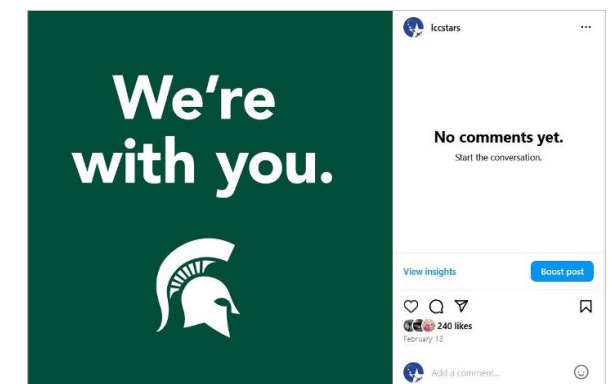 We're
with you.
lccstars
No comments yet.
Start the conversation.
View insights
Boost post
240 likes
February 13
Add a comment...